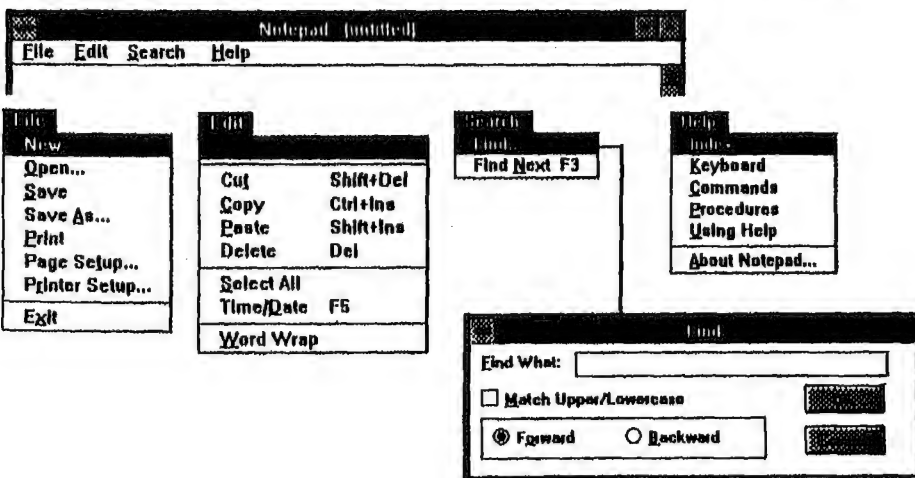 Notepad (untitled)
File Edit Search Help
File
New
Open...
Save
Save As...
Print
Page Setup...
Printer Setup...
Exit
Edit
Cut Shift+Del
Copy Ctrl+Ins
Paste Shift+Ins
Delete Del
Select All
Time/Date F5
Word Wrap
Search
Find...
Find Next F3
Help
Index
Keyboard
Commands
Procedures
Using Help
About Notepad...
Find
Find What:
Match Upper/Lowercase
Forward Backward